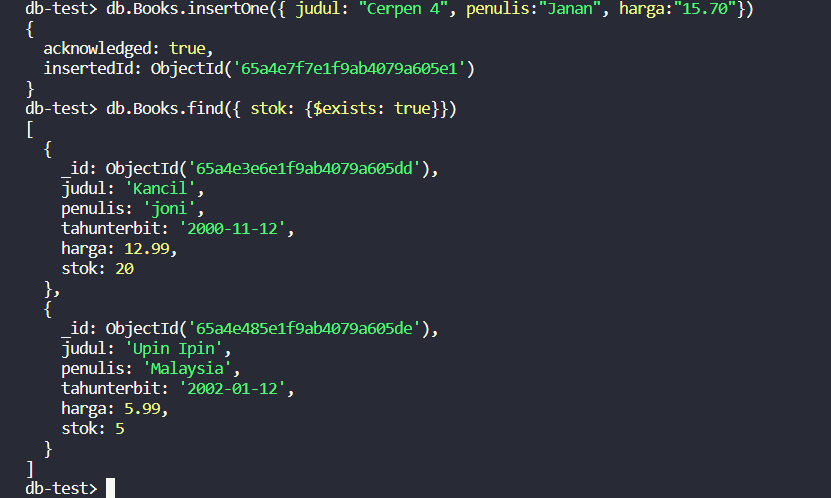 db-test> db.Books.insertOne({ judul: "Cerpen 4", penulis:"Janan", harga:"15.70"})
{
  acknowledged: true,
  insertedId: ObjectId('65a4e7f7e1f9ab4079a605e1')
}
db-test> db.Books.find({ stok: {$exists: true}})
[
  {
    _id: ObjectId('65a4e3e6e1f9ab4079a605dd'),
    judul: 'Kancil',
    penulis: 'joni',
    tahunterbit: '2000-11-12',
    harga: 12.99,
    stok: 20
  },
  {
    _id: ObjectId('65a4e485e1f9ab4079a605de'),
    judul: 'Upin Ipin',
    penulis: 'Malaysia',
    tahunterbit: '2002-01-12',
    harga: 5.99,
    stok: 5
  }
]
db-test>